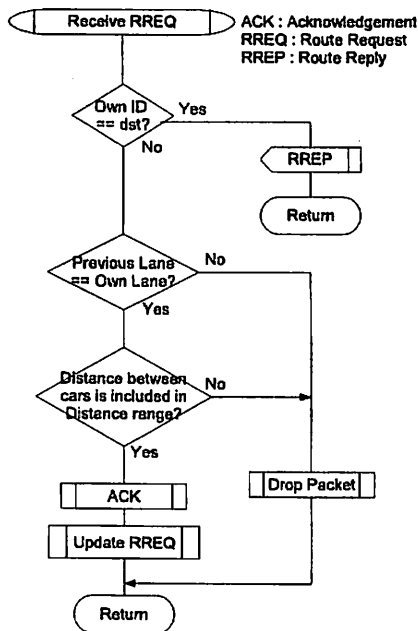 Receive RREQ
ACK : Acknowledgement
RREQ : Route Request
RREP : Route Reply
Own ID
== dst?
Yes
No
RREP
Return
Previous Lane
== Own Lane?
No
Yes
Distance between
cars is included in
Distance range?
No
Yes
ACK
Drop Packet
Update RREQ
Return